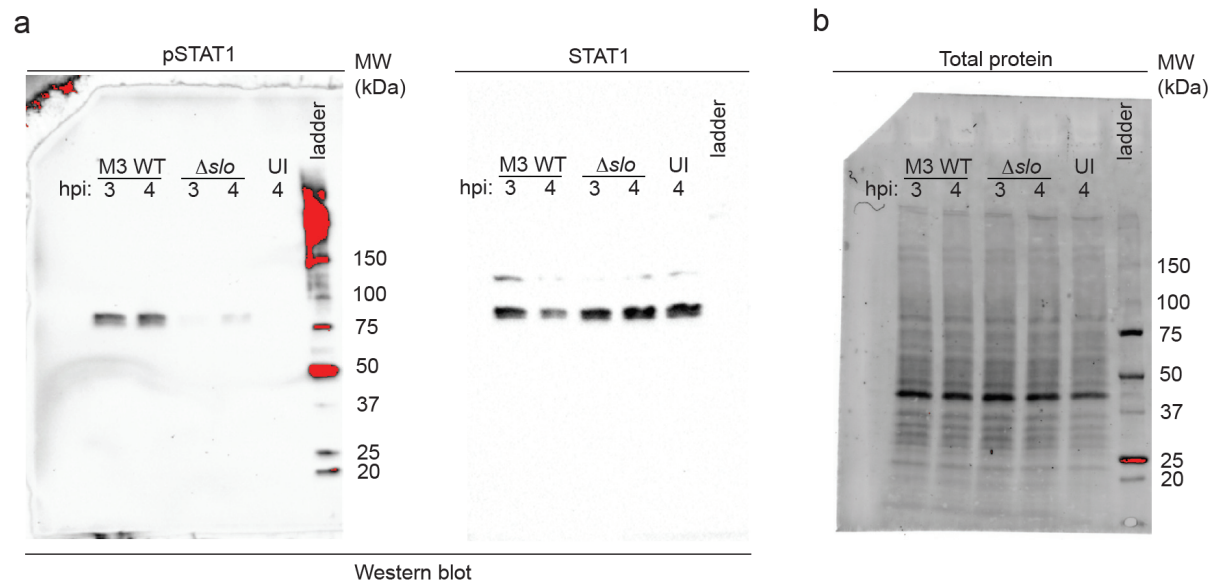 a
pSTAT1
MW
(kDa)
ladder
M3 WT Δslo UI
hpi: 3 4 3 4 4
150
100
75
50
37
25
20
STAT1
ladder
M3 WT Δslo UI
hpi: 3 4 3 4 4
Western blot
b
Total protein
MW
(kDa)
ladder
M3 WT Δslo UI
hpi: 3 4 3 4 4
150
100
75
50
37
25
20